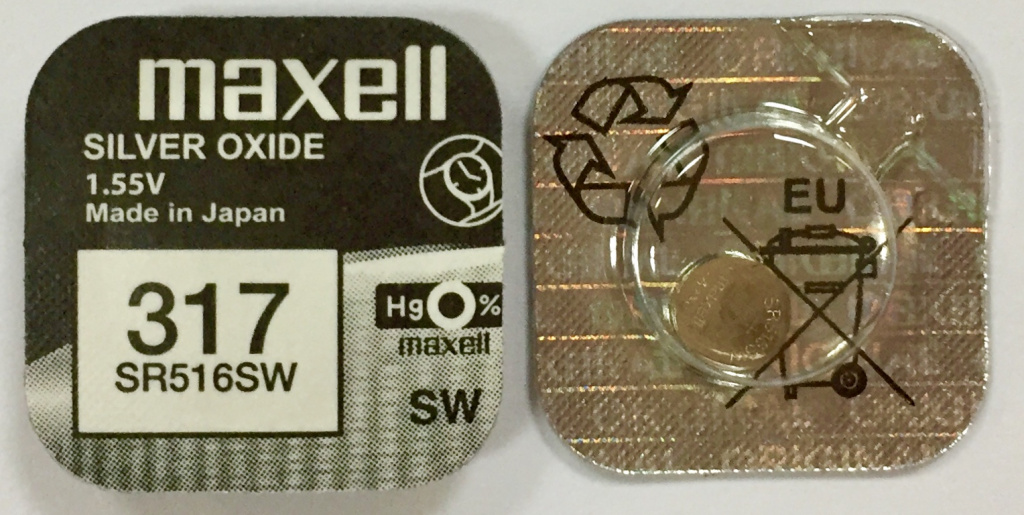 maxell
SILVER OXIDE
1.55V
Made in Japan
317
SR516SW
Hg 0%
maxell
SW
EU